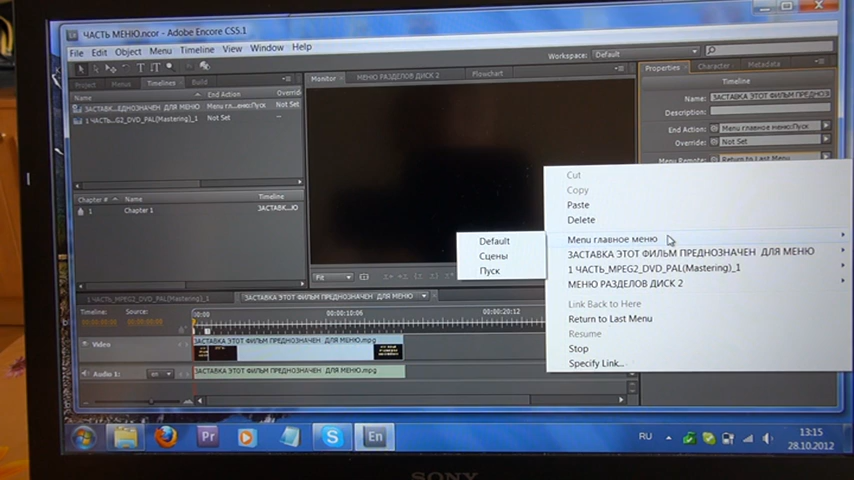 ЧАСТЬ МЕНЮ.ncor - Adobe Encore CS5.1
File Edit Object Menu Timeline View Window Help
Workspace: Default
Project Menus Timelines Build
Name End Action Overrid
ЗАСТАВК...ЕДНОЗНАЧЕН ДЛЯ МЕНЮ Menu гл...еню:Пуск Not Set
1 ЧАСТЬ...G2_DVD_PAL(Mastering)_1 Not Set --
Chapter # Name Timeline
1 Chapter 1 ЗАСТАВК...Ю
Monitor МЕНЮ РАЗДЕЛОВ ДИСК 2 Flowchart
Fit
Properties Character Metadata
Timeline
Name: ЗАСТАВКА ЭТОТ ФИЛЬМ ПРЕДНОЗ
Description:
End Action: Menu главное меню:Пуск
Override: Not Set
Menu Remote: Return to Last Menu
Cut
Copy
Paste
Delete
Menu главное меню
ЗАСТАВКА ЭТОТ ФИЛЬМ ПРЕДНОЗНАЧЕН ДЛЯ МЕНЮ
1 ЧАСТЬ_MPEG2_DVD_PAL(Mastering)_1
МЕНЮ РАЗДЕЛОВ ДИСК 2
Link Back to Here
Return to Last Menu
Resume
Stop
Specify Link...
Default
Сцены
Пуск
1 ЧАСТЬ_MPEG2_DVD_PAL(Mastering)_1 ЗАСТАВКА ЭТОТ ФИЛЬМ ПРЕДНОЗНАЧЕН ДЛЯ МЕНЮ
Timeline: Source:
00:00 00:00:10:06 00:00:20:12
Video
ЗАСТАВКА ЭТОТ ФИЛЬМ ПРЕДНОЗНАЧЕН ДЛЯ МЕНЮ.mpg
Audio 1: en
ЗАСТАВКА ЭТОТ ФИЛЬМ ПРЕДНОЗНАЧЕН ДЛЯ МЕНЮ.mpg
Pr
En
RU
13:15
28.10.2012
SONY